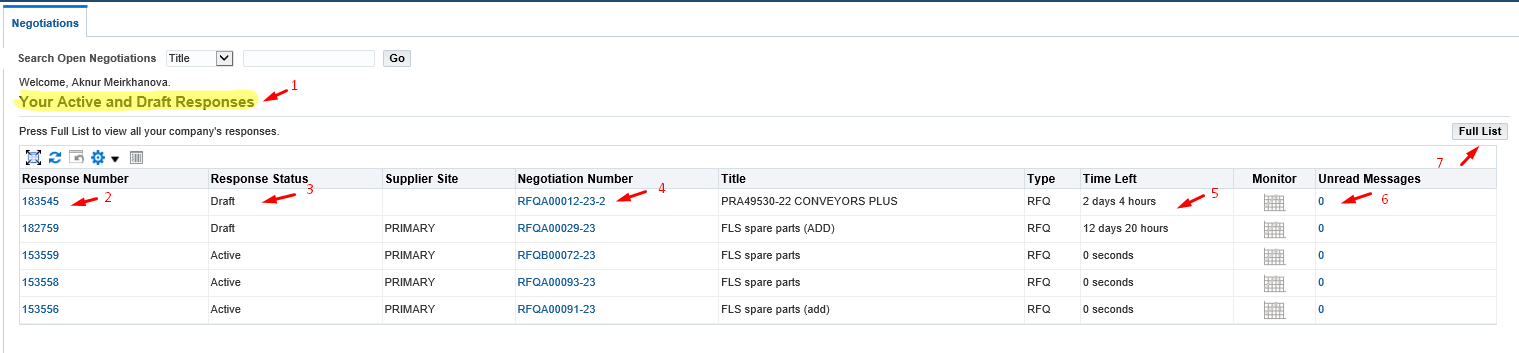 Negotiations
Search Open Negotiations Title Go
Welcome, Aknur Meirkhanova.
Your Active and Draft Responses 1
Press Full List to view all your company's responses. Full List
7
Response Number Response Status Supplier Site Negotiation Number Title Type Time Left Monitor Unread Messages
2 3 4 5 6
183545 Draft RFQA00012-23-2 PRA49530-22 CONVEYORS PLUS RFQ 2 days 4 hours 0
182759 Draft PRIMARY RFQA00029-23 FLS spare parts (ADD) RFQ 12 days 20 hours 0
153559 Active PRIMARY RFQB00072-23 FLS spare parts RFQ 0 seconds 0
153558 Active PRIMARY RFQA00093-23 FLS spare parts RFQ 0 seconds 0
153556 Active PRIMARY RFQA00091-23 FLS spare parts (add) RFQ 0 seconds 0